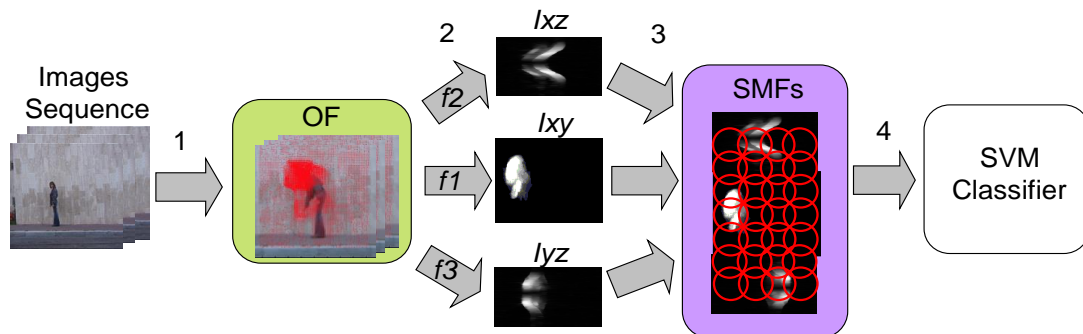 Images
Sequence
1
OF
2
f2
f1
f3
Ixz
Ixy
Iyz
3
SMFs
4
SVM
Classifier